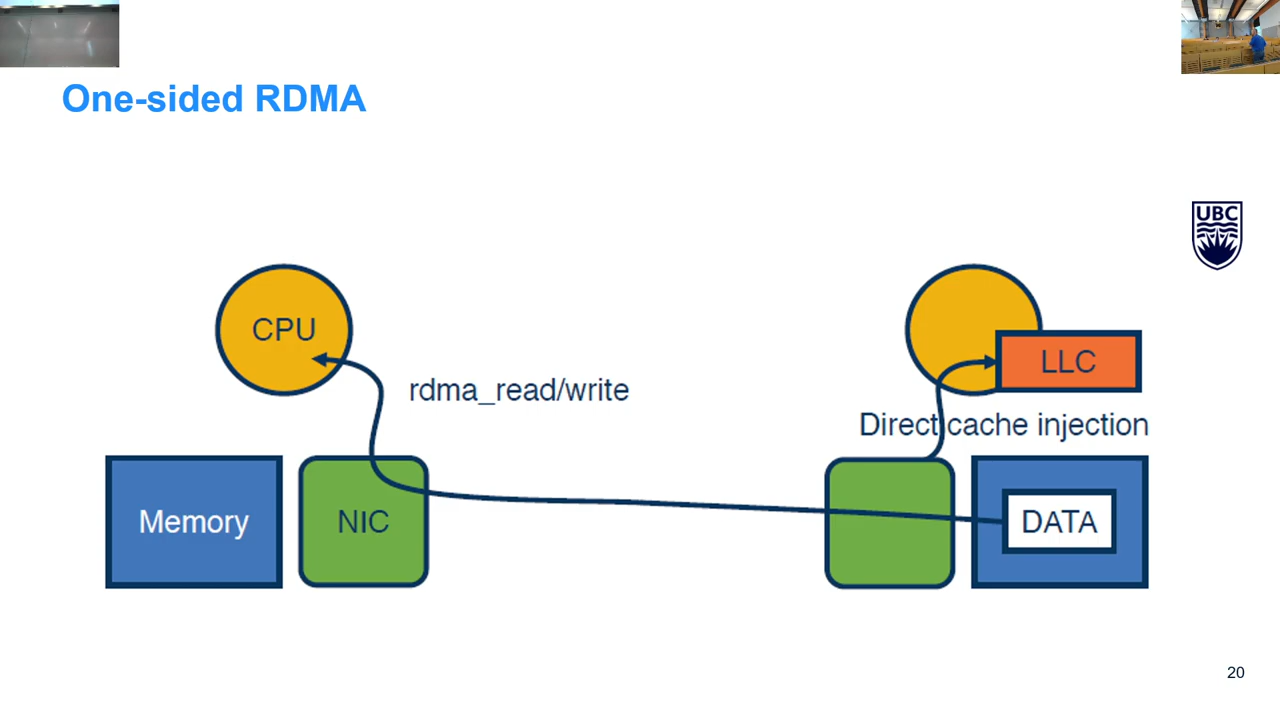 One-sided RDMA
UBC
CPU
rdma_read/write
LLC
Direct cache injection
Memory
NIC
DATA
20